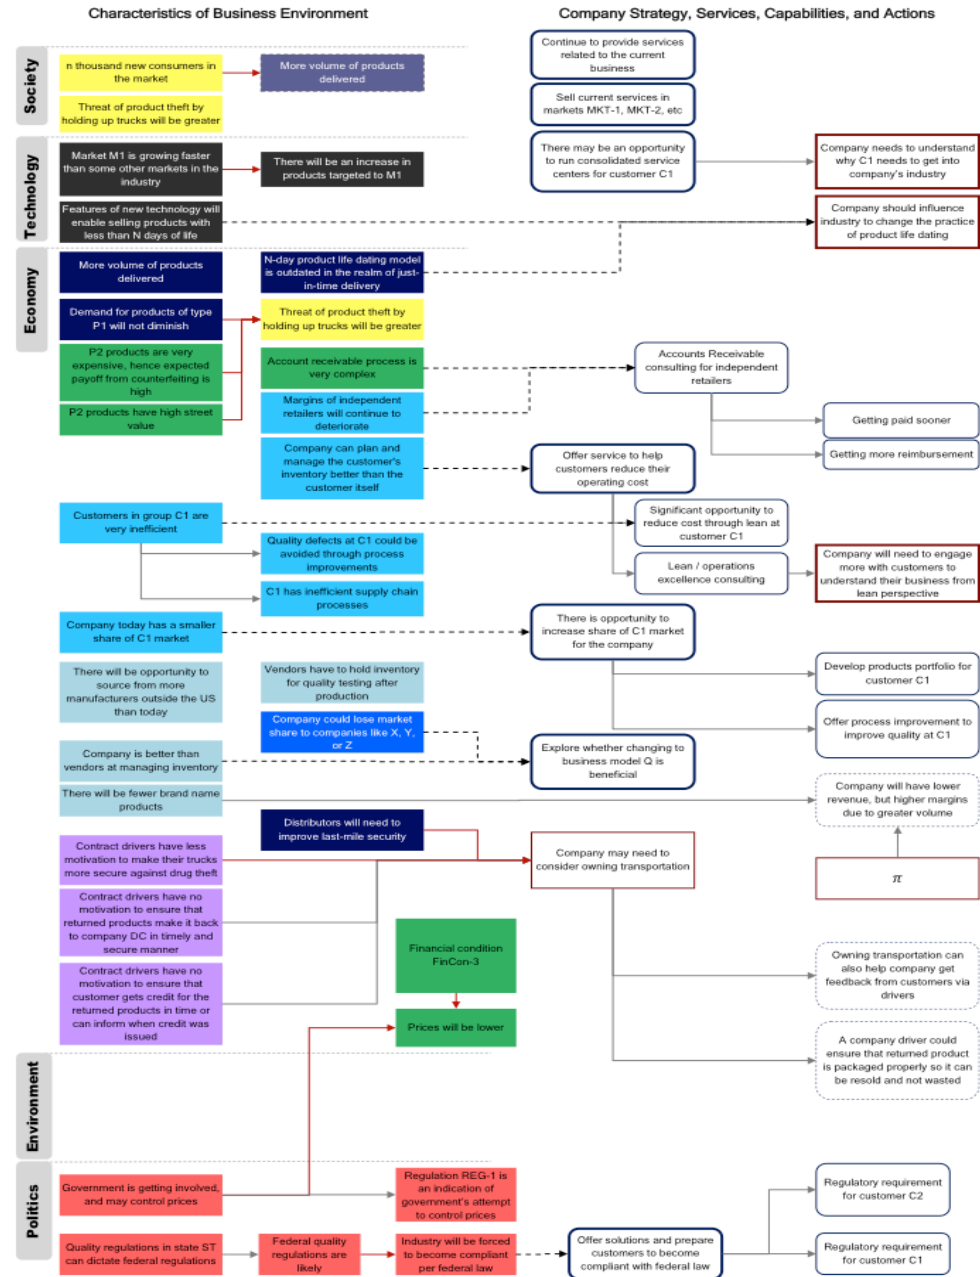 Characteristics of Business Environment
Company Strategy, Services, Capabilities, and Actions
Society
n thousand new consumers in
the market
More volume of products
delivered
Threat of product theft by
holding up trucks will be greater
Continue to provide services
related to the current
business
Sell current services in
markets MKT-1, MKT-2, etc
Technology
Market M1 is growing faster
than some other markets in the
industry
There will be an increase in
products targeted to M1
There may be an opportunity
to run consolidated service
centers for customer C1
Company needs to understand
why C1 needs to get into
company's industry
Features of new technology will
enable selling products with
less than N days of life
Company should influence
industry to change the practice
of product life dating
Economy
More volume of products
delivered
N-day product life dating model
is outdated in the realm of just-
in-time delivery
Demand for products of type
P1 will not diminish
Threat of product theft by
holding up trucks will be greater
P2 products are very
expensive, hence expected
payoff from counterfeiting is
high
Account receivable process is
very complex
Accounts Receivable
consulting for independent
retailers
P2 products have high street
value
Margins of independent
retailers will continue to
deteriorate
Getting paid sooner
Getting more reimbursement
Company can plan and
manage the customer's
inventory better than the
customer itself
Offer service to help
customers reduce their
operating cost
Customers in group C1 are
very inefficient
Significant opportunity to
reduce cost through lean at
customer C1
Quality defects at C1 could be
avoided through process
improvements
Lean / operations
excellence consulting
Company will need to engage
more with customers to
understand their business from
lean perspective
C1 has inefficient supply chain
processes
Company today has a smaller
share of C1 market
There is opportunity to
increase share of C1 market
for the company
There will be opportunity to
source from more
manufacturers outside the US
than today
Vendors have to hold inventory
for quality testing after
production
Develop products portfolio for
customer C1
Company could lose market
share to companies like X, Y,
or Z
Offer process improvement to
improve quality at C1
Company is better than
vendors at managing inventory
Explore whether changing to
business model Q is
beneficial
There will be fewer brand name
products
Company will have lower
revenue, but higher margins
due to greater volume
Distributors will need to
improve last-mile security
Contract drivers have less
motivation to make their trucks
more secure against drug theft
Company may need to
consider owning transportation
π
Contract drivers have no
motivation to ensure that
returned products make it back
to company DC in timely and
secure manner
Financial condition
FinCon-3
Owning transportation can
also help company get
feedback from customers via
drivers
Contract drivers have no
motivation to ensure that
customer gets credit for the
returned products in time or
can inform when credit was
issued
Prices will be lower
A company driver could
ensure that returned product
is packaged properly so it can
be resold and not wasted
Environment
Politics
Government is getting involved,
and may control prices
Regulation REG-1 is
an indication of
government's attempt
to control prices
Regulatory requirement
for customer C2
Quality regulations in state ST
can dictate federal regulations
Federal quality
regulations are
likely
Industry will be forced
to become compliant
per federal law
Offer solutions and prepare
customers to become
compliant with federal law
Regulatory requirement
for customer C1